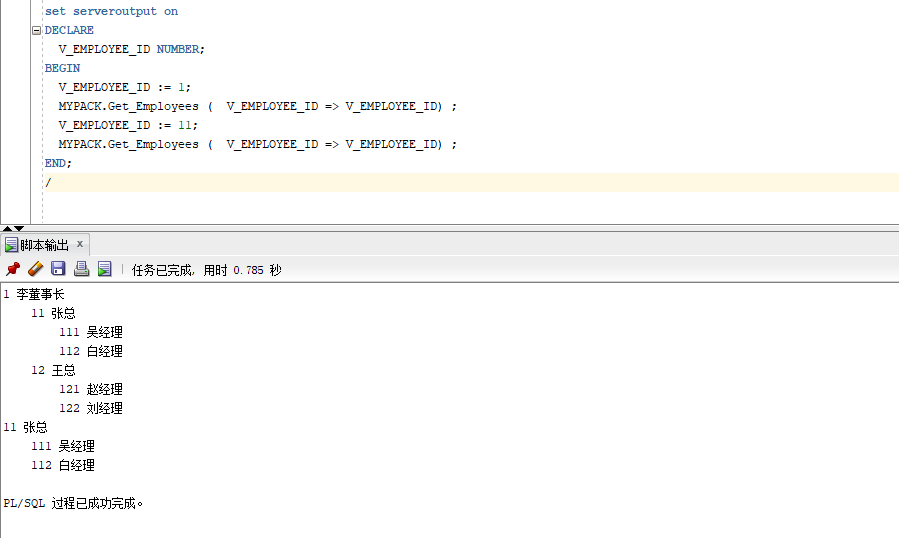 set serveroutput on
DECLARE
V_EMPLOYEE_ID NUMBER;
BEGIN
V_EMPLOYEE_ID := 1;
MYPACK.Get_Employees (  V_EMPLOYEE_ID => V_EMPLOYEE_ID) ;
V_EMPLOYEE_ID := 11;
MYPACK.Get_Employees (  V_EMPLOYEE_ID => V_EMPLOYEE_ID) ;
END;
/
脚本输出 x
任务已完成, 用时 0.785 秒
1 李董事长
11 张总
111 吴经理
112 白经理
12 王总
121 赵经理
122 刘经理
11 张总
111 吴经理
112 白经理
PL/SQL 过程已成功完成。